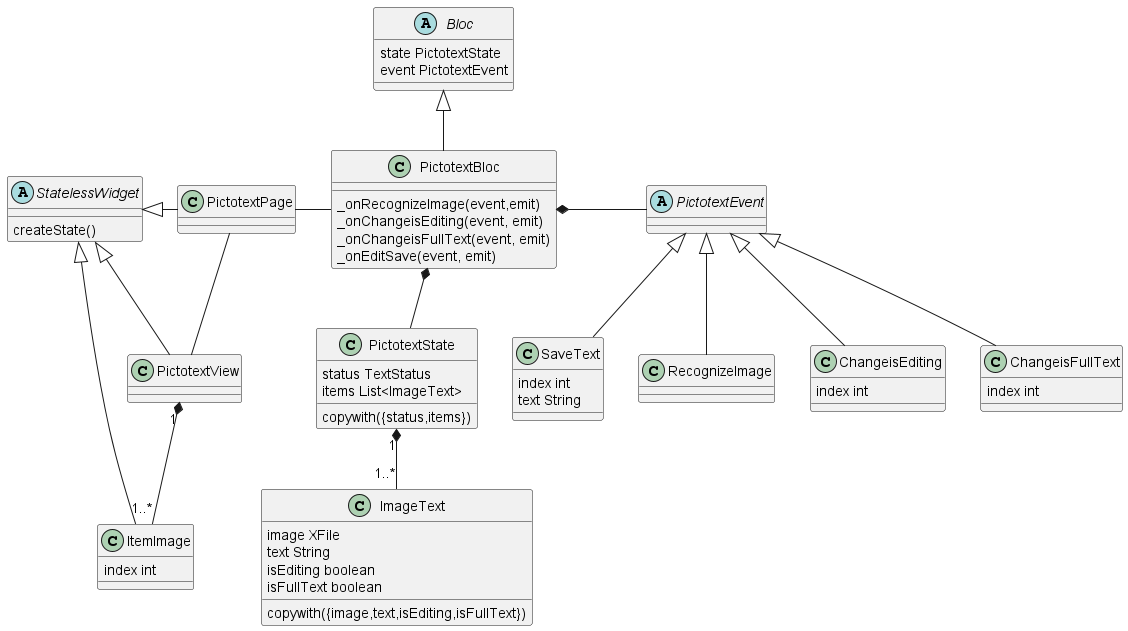 A Bloc
state PictotextState
event PictotextEvent
C PictotextBloc
_onRecognizeImage(event,emit)
_onChangeisEditing(event, emit)
_onChangeisFullText(event, emit)
_onEditSave(event, emit)
A StatelessWidget
createState()
C PictotextPage
A PictotextEvent
C PictotextView
1
C PictotextState
status TextStatus
items List<ImageText>
copywith({status,items})
1
1..*
C SaveText
index int
text String
C RecognizeImage
C ChangeisEditing
index int
C ChangeisFullText
index int
1..*
C ItemImage
index int
C ImageText
image XFile
text String
isEditing boolean
isFullText boolean
copywith({image,text,isEditing,isFullText})